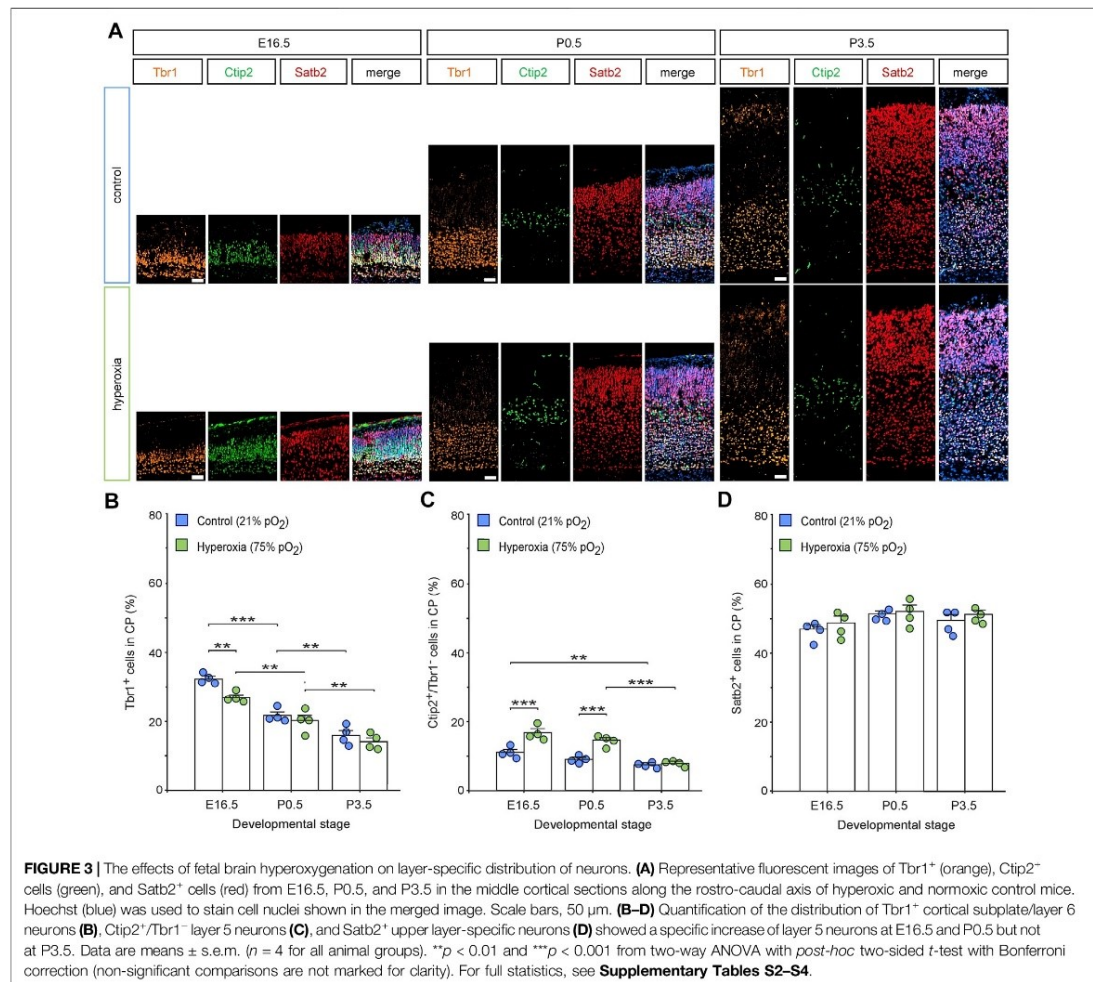 A
E16.5 P0.5 P3.5
Tbr1 Ctip2 Satb2 merge Tbr1 Ctip2 Satb2 merge Tbr1 Ctip2 Satb2 merge
control
hyperoxia
B
80
60
40
20
0
Tbr1⁺ cells in CP (%)
Control (21% pO₂)
Hyperoxia (75% pO₂)
***
**
**
**
**
E16.5 P0.5 P3.5
Developmental stage
C
80
60
40
20
0
Ctip2⁺/Tbr1⁻ cells in CP (%)
Control (21% pO₂)
Hyperoxia (75% pO₂)
**
***
***
***
E16.5 P0.5 P3.5
Developmental stage
D
80
60
40
20
0
Satb2⁺ cells in CP (%)
Control (21% pO₂)
Hyperoxia (75% pO₂)
E16.5 P0.5 P3.5
Developmental stage
FIGURE 3 | The effects of fetal brain hyperoxygenation on layer-specific distribution of neurons. (A) Representative fluorescent images of Tbr1⁺ (orange), Ctip2⁺
cells (green), and Satb2⁺ cells (red) from E16.5, P0.5, and P3.5 in the middle cortical sections along the rostro-caudal axis of hyperoxic and normoxic control mice.
Hoechst (blue) was used to stain cell nuclei shown in the merged image. Scale bars, 50 μm. (B–D) Quantification of the distribution of Tbr1⁺ cortical subplate/layer 6
neurons (B), Ctip2⁺/Tbr1⁻ layer 5 neurons (C), and Satb2⁺ upper layer-specific neurons (D) showed a specific increase of layer 5 neurons at E16.5 and P0.5 but not
at P3.5. Data are means ± s.e.m. (n = 4 for all animal groups). **p < 0.01 and ***p < 0.001 from two-way ANOVA with post-hoc two-sided t-test with Bonferroni
correction (non-significant comparisons are not marked for clarity). For full statistics, see Supplementary Tables S2–S4.